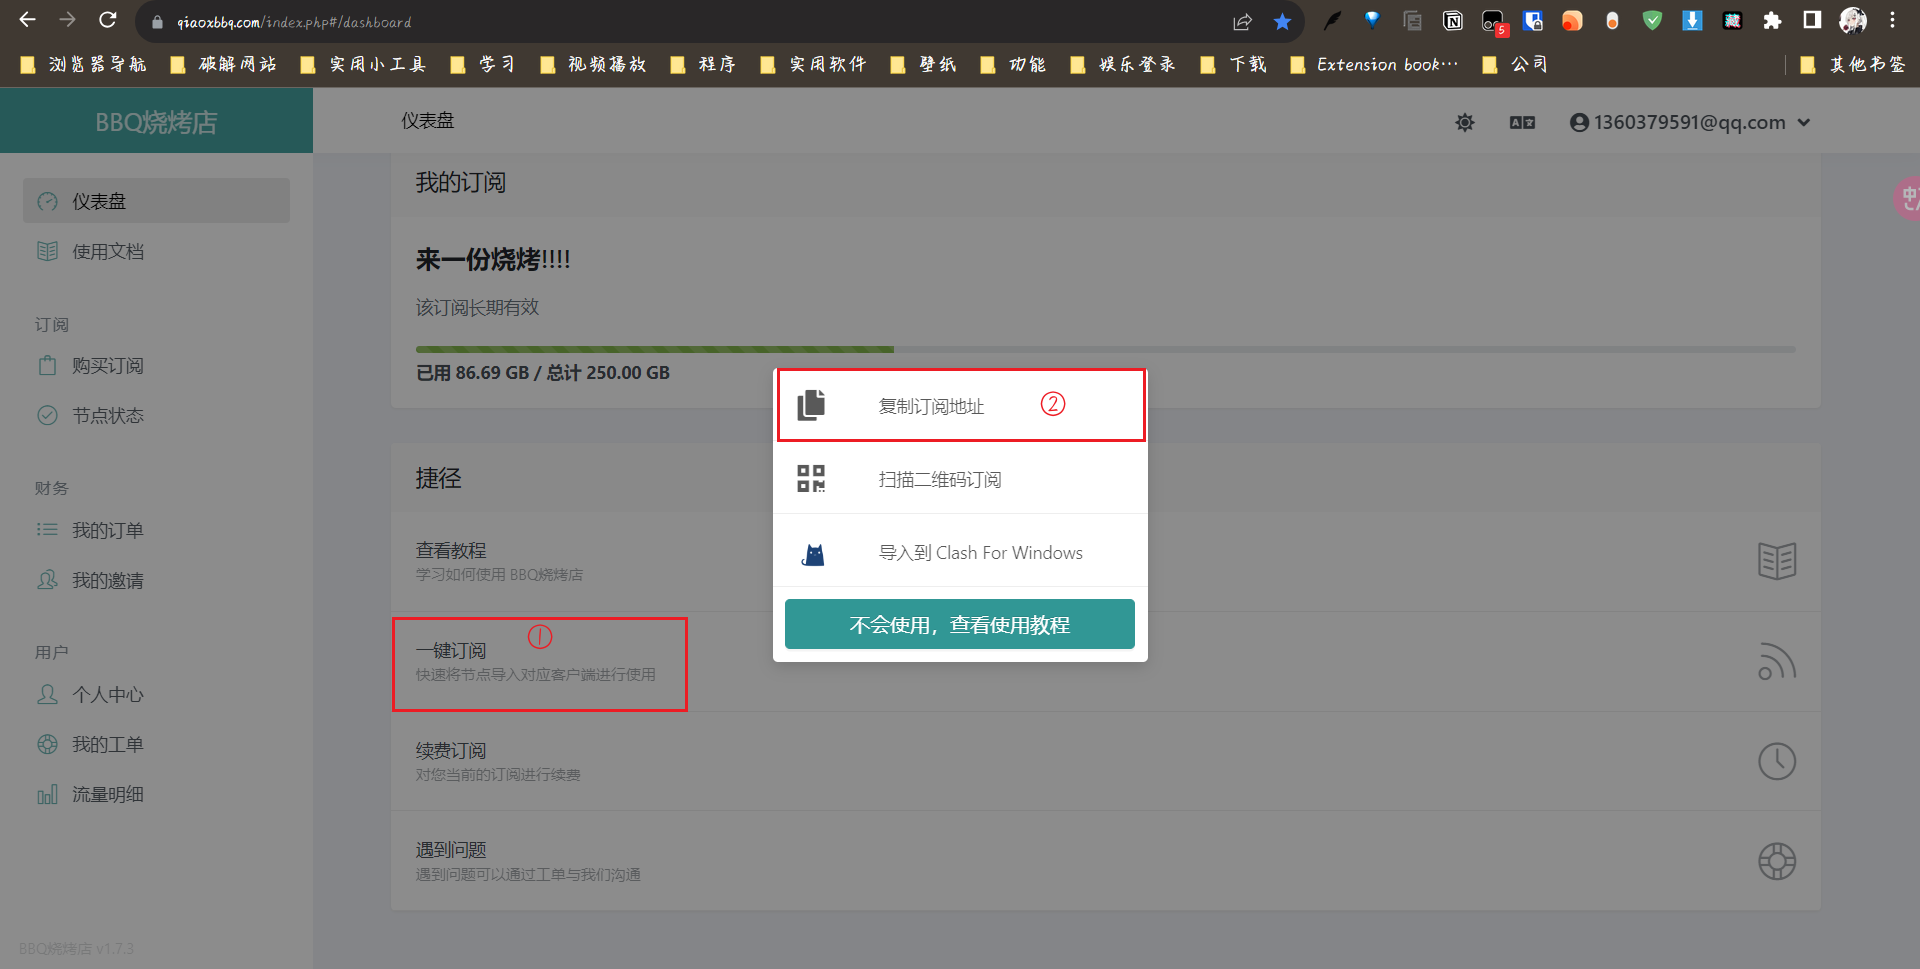 qiaoxbbq.com/index.php#/dashboard
5
浏览器导航 破解网站 实用小工具 学习 视频播放 程序 实用软件 壁纸 功能 娱乐登录 下载 Extension book… 公司 其他书签
BBQ烧烤店
仪表盘
1360379591@qq.com
仪表盘
使用文档
订阅
购买订阅
节点状态
财务
我的订单
我的邀请
用户
个人中心
我的工单
流量明细
BBQ烧烤店 v1.7.3
我的订阅
来一份烧烤!!!!
该订阅长期有效
已用 86.69 GB / 总计 250.00 GB
捷径
查看教程
学习如何使用 BBQ烧烤店
一键订阅
①
快速将节点导入对应客户端进行使用
续费订阅
对您当前的订阅进行续费
遇到问题
遇到问题可以通过工单与我们沟通
复制订阅地址
②
扫描二维码订阅
导入到 Clash For Windows
不会使用，查看使用教程